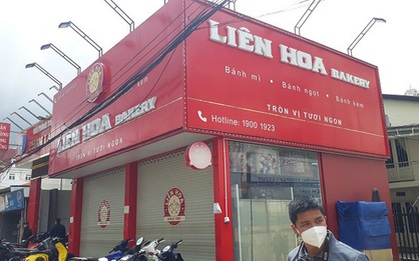 LIÊN HOA BAKERY
Bánh mì • Bánh ngọt • Bánh kem
TRÒN VỊ TƯƠI NGON
Hotline: 1900 1923
LIÊN HOA BAKERY
TRÒN VỊ TƯƠI NGON